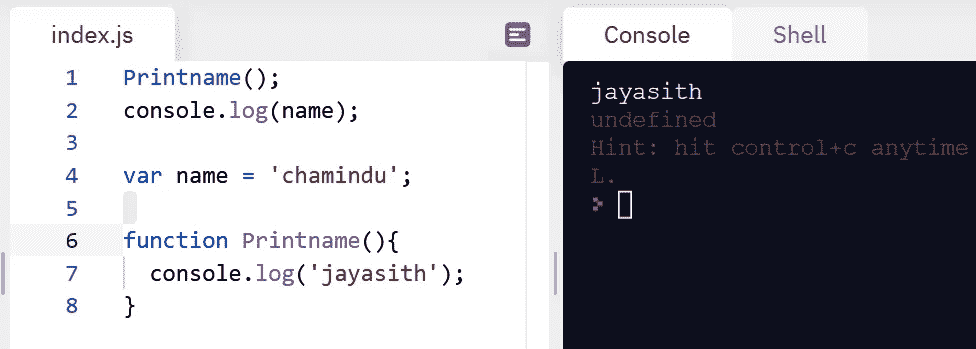 index.js
1 Printname();
2 console.log(name);
3
4 var name = 'chamindu';
5
6 function Printname(){
7   console.log('jayasith');
8 }
Console Shell
jayasith
undefined
Hint: hit control+c anytime
L.
>